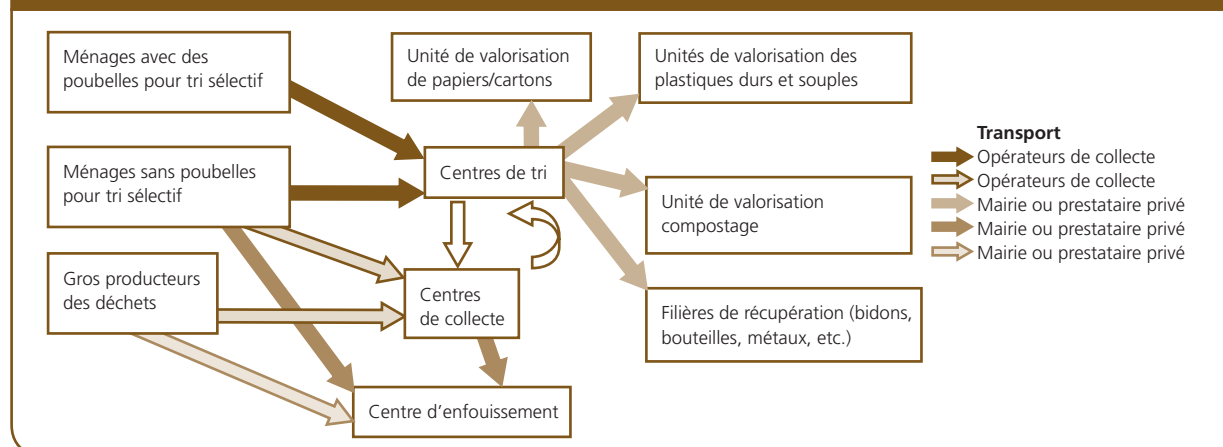 Ménages avec des
poubelles pour tri sélectif
Unité de valorisation
de papiers/cartons
Unités de valorisation des
plastiques durs et souples
Ménages sans poubelles
pour tri sélectif
Centres de tri
Unité de valorisation
compostage
Gros producteurs
des déchets
Centres
de collecte
Filières de récupération (bidons,
bouteilles, métaux, etc.)
Centre d’enfouissement
Transport
Opérateurs de collecte
Opérateurs de collecte
Mairie ou prestataire privé
Mairie ou prestataire privé
Mairie ou prestataire privé